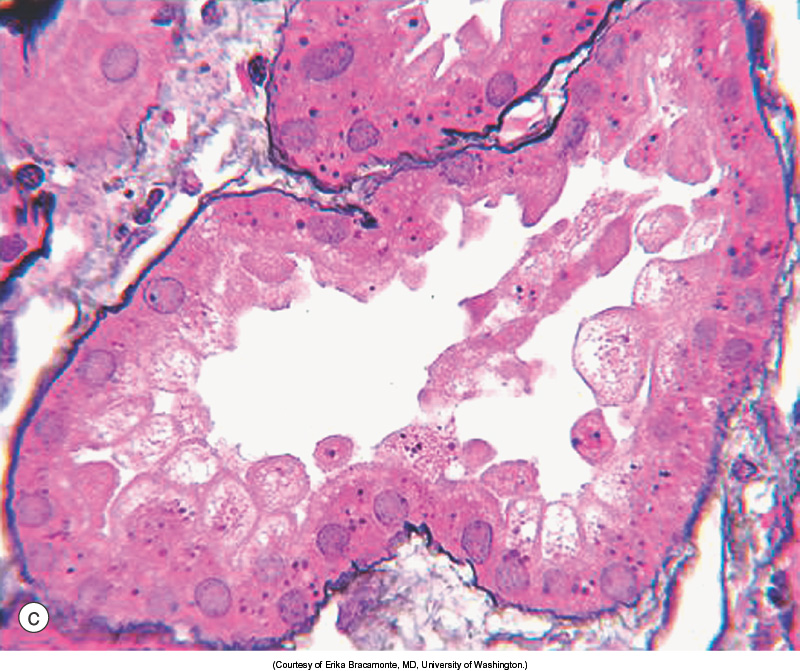 C
(Courtesy of Erika Bracamonte, MD, University of Washington.)